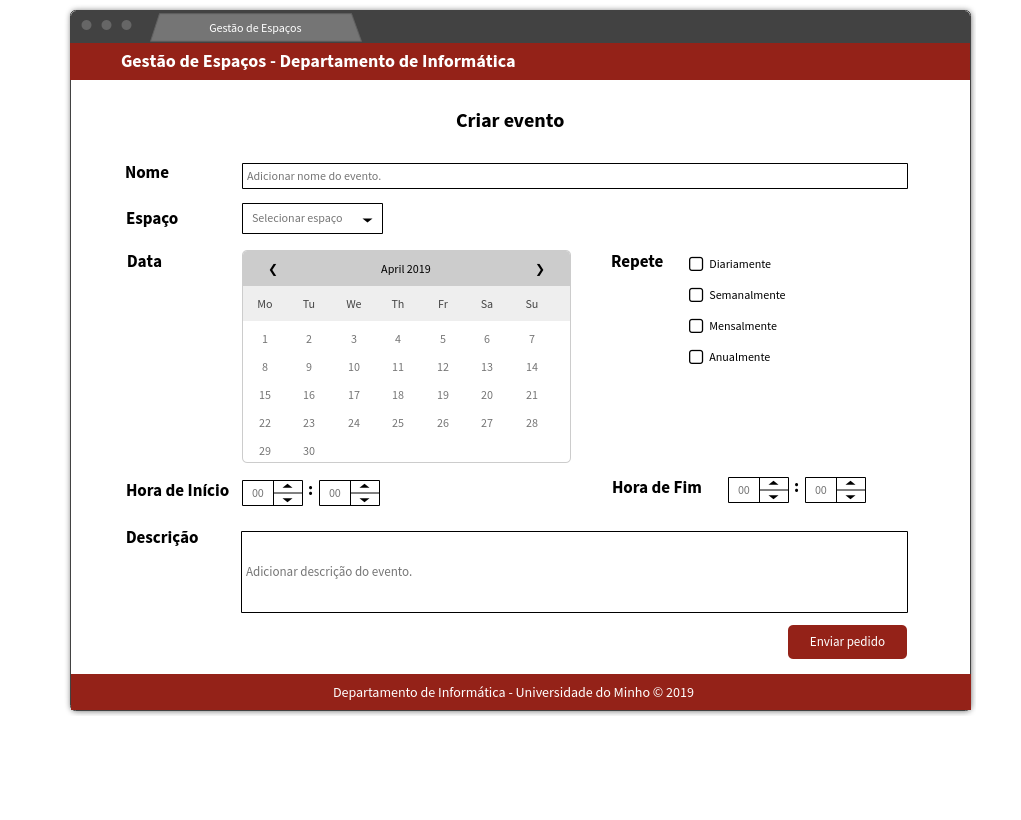 Gestão de Espaços
Gestão de Espaços - Departamento de Informática
Criar evento
Nome
Adicionar nome do evento.
Espaço
Selecionar espaço
Data
❮ April 2019 ❯
Mo Tu We Th Fr Sa Su
1 2 3 4 5 6 7
8 9 10 11 12 13 14
15 16 17 18 19 20 21
22 23 24 25 26 27 28
29 30
Repete
Diariamente
Semanalmente
Mensalmente
Anualmente
Hora de Início 00 : 00
Hora de Fim 00 : 00
Descrição
Adicionar descrição do evento.
Enviar pedido
Departamento de Informática - Universidade do Minho © 2019